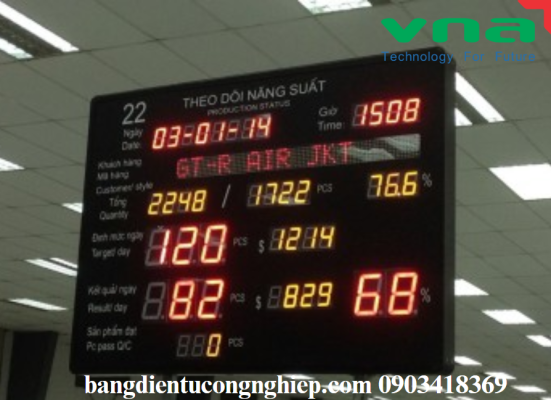 vna
Technology For Future
22 THEO DÕI NĂNG SUẤT
PRODUCTION STATUS
Ngày
Date: 03-01-14
Giờ
Time: 1508
Khách hàng
Mã hàng
Customer/ style GT-R AIR JKT
Tổng
Quantity 2248 / 1722 PCS 76.6 %
Định mức ngày
Target/ day 120 PCS $ 1214
Kết quả/ ngày
Result/ day 82 PCS $ 829 68 %
Sản phẩm đạt
Pc pass Q/C 0 PCS
bangdientucongnghiep.com 0903418369